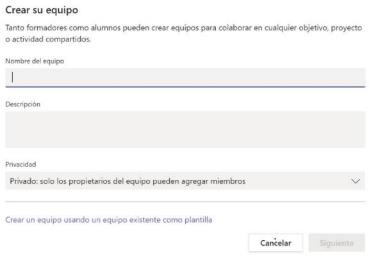 Crear su equipo
Tanto formadores como alumnos pueden crear equipos para colaborar en cualquier objetivo, proyecto
o actividad compartidos.
Nombre del equipo
Descripción
Privacidad
Privado: solo los propietarios del equipo pueden agregar miembros
Crear un equipo usando un equipo existente como plantilla
Cancelar
Siguiente